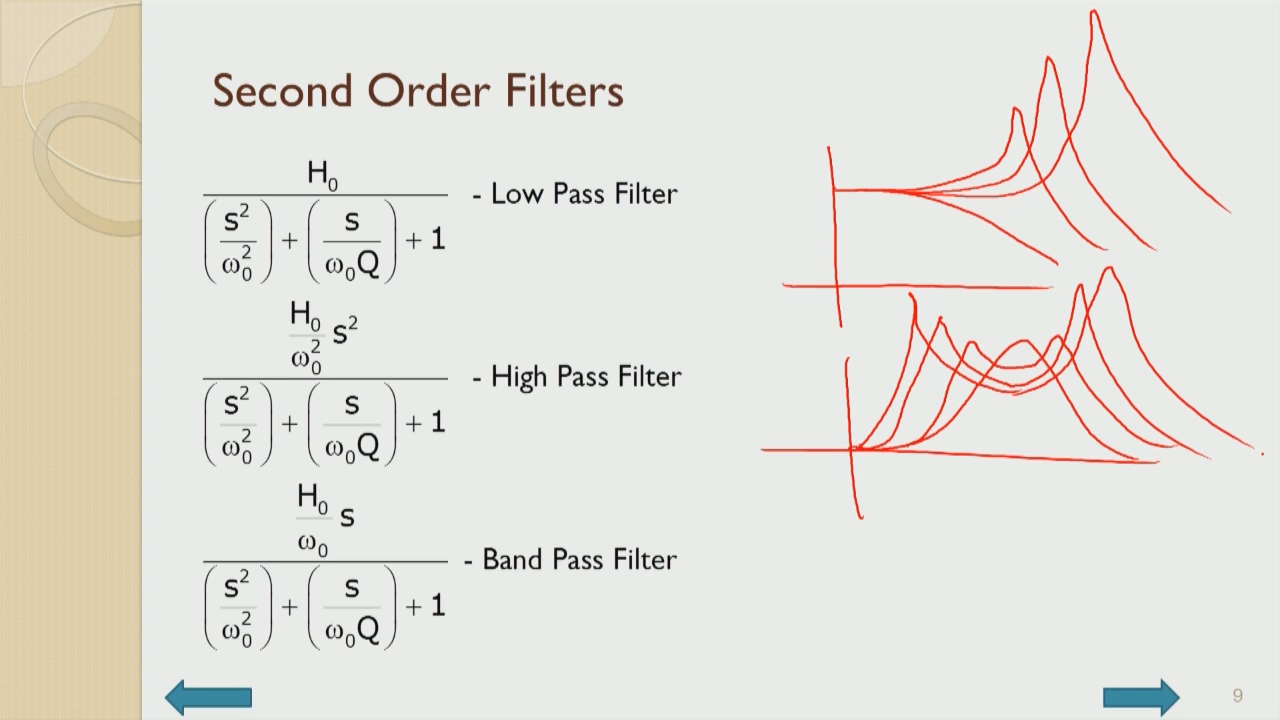 Second Order Filters
H₀ / ((s²/ω₀²) + (s/ω₀Q) + 1) - Low Pass Filter
(H₀/ω₀²) s² / ((s²/ω₀²) + (s/ω₀Q) + 1) - High Pass Filter
(H₀/ω₀) s / ((s²/ω₀²) + (s/ω₀Q) + 1) - Band Pass Filter
9